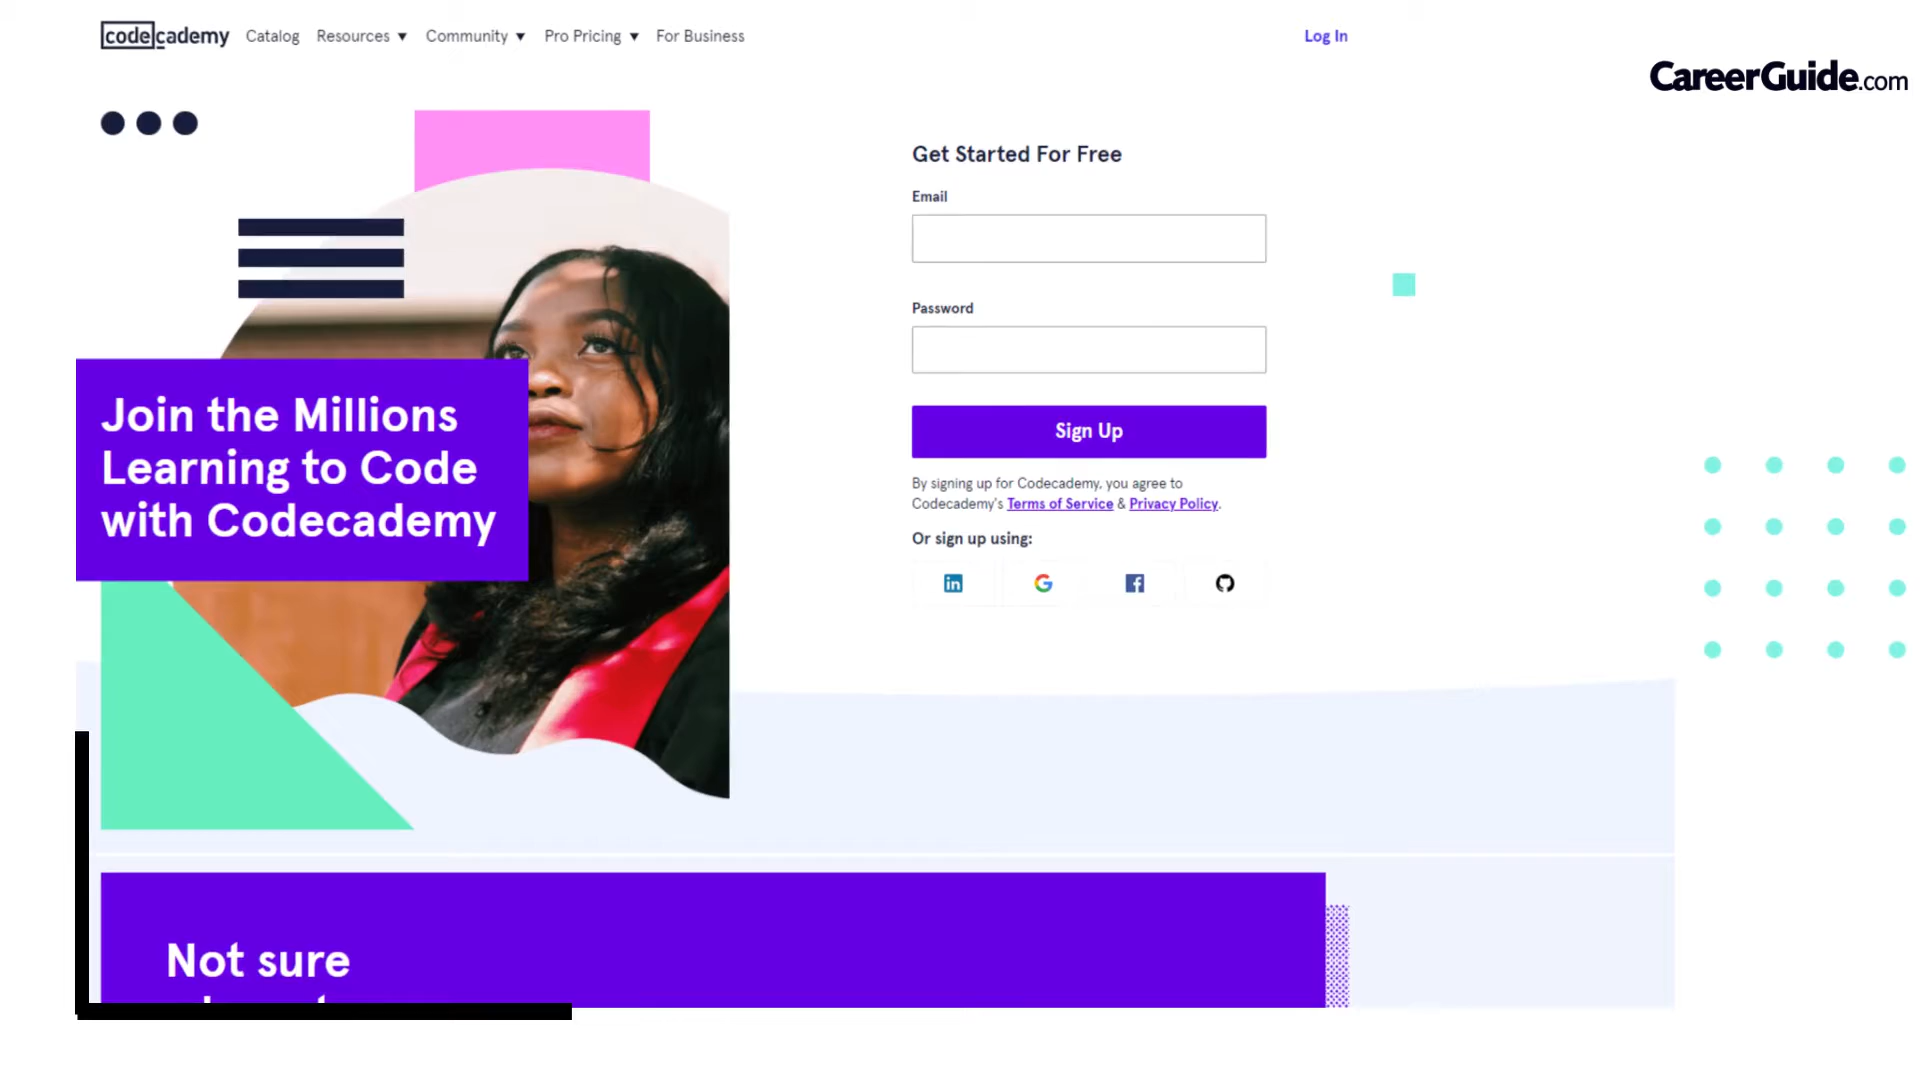 codecademy Catalog Resources Community Pro Pricing For Business Log In
CareerGuide.com
Get Started For Free
Email
Password
Sign Up
By signing up for Codecademy, you agree to
Codecademy's Terms of Service & Privacy Policy.
Or sign up using:
Join the Millions
Learning to Code
with Codecademy
Not sure